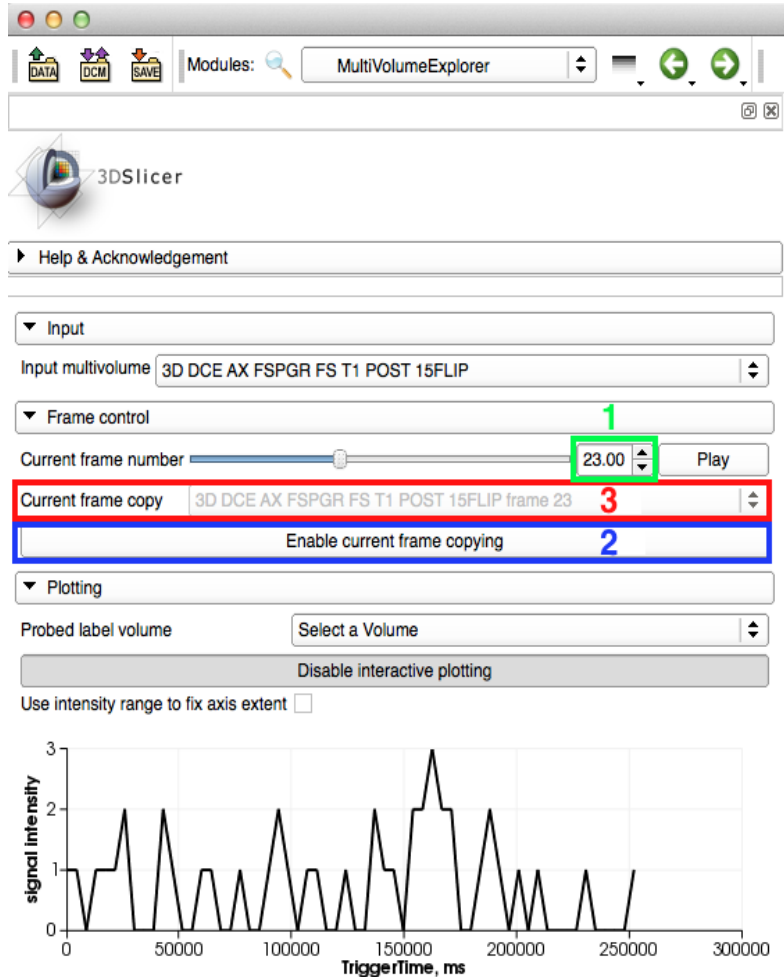 DATA DCM SAVE Modules: MultiVolumeExplorer
3DSlicer
Help & Acknowledgement
Input
Input multivolume 3D DCE AX FSPGR FS T1 POST 15FLIP
Frame control 1
Current frame number 23.00 Play
Current frame copy 3D DCE AX FSPGR FS T1 POST 15FLIP frame 23 3
Enable current frame copying 2
Plotting
Probed label volume Select a Volume
Disable interactive plotting
Use intensity range to fix axis extent
signal intensity
3
2
1
0
0 50000 100000 150000 200000 250000 300000
TriggerTime, ms